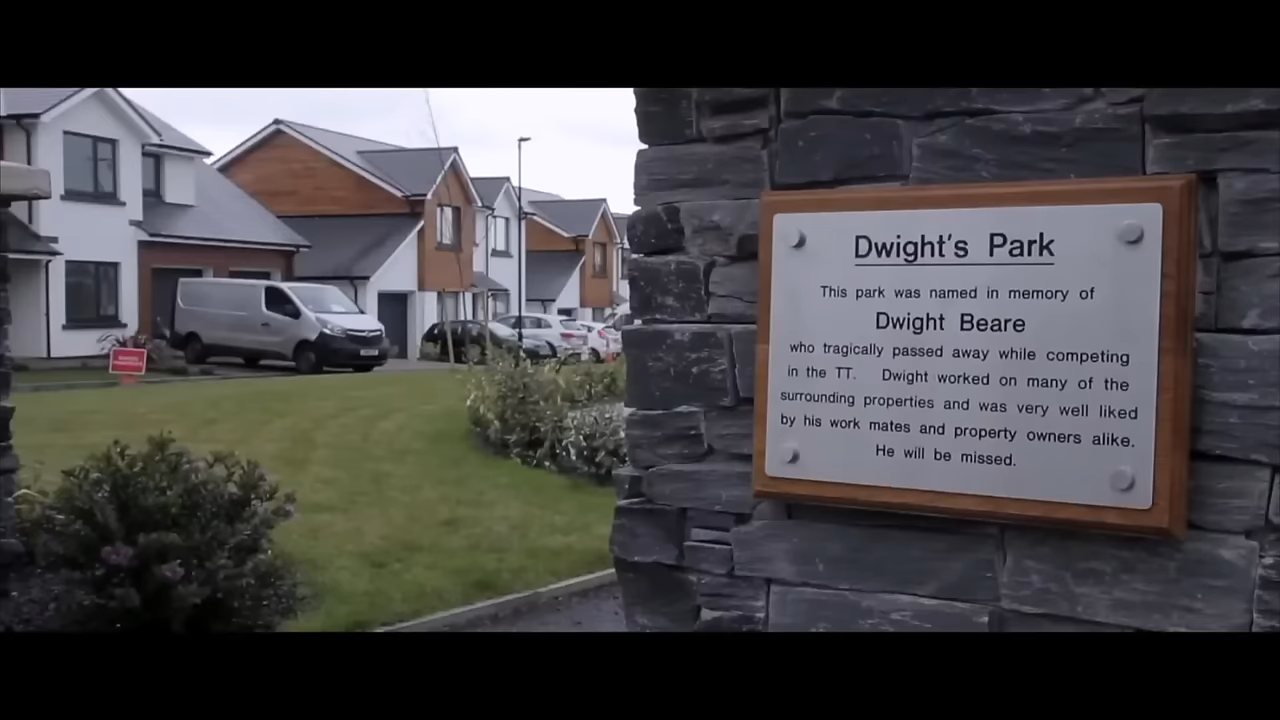 Dwight's Park
This park was named in memory of
Dwight Beare
who tragically passed away while competing
in the TT. Dwight worked on many of the
surrounding properties and was very well liked
by his work mates and property owners alike.
He will be missed.